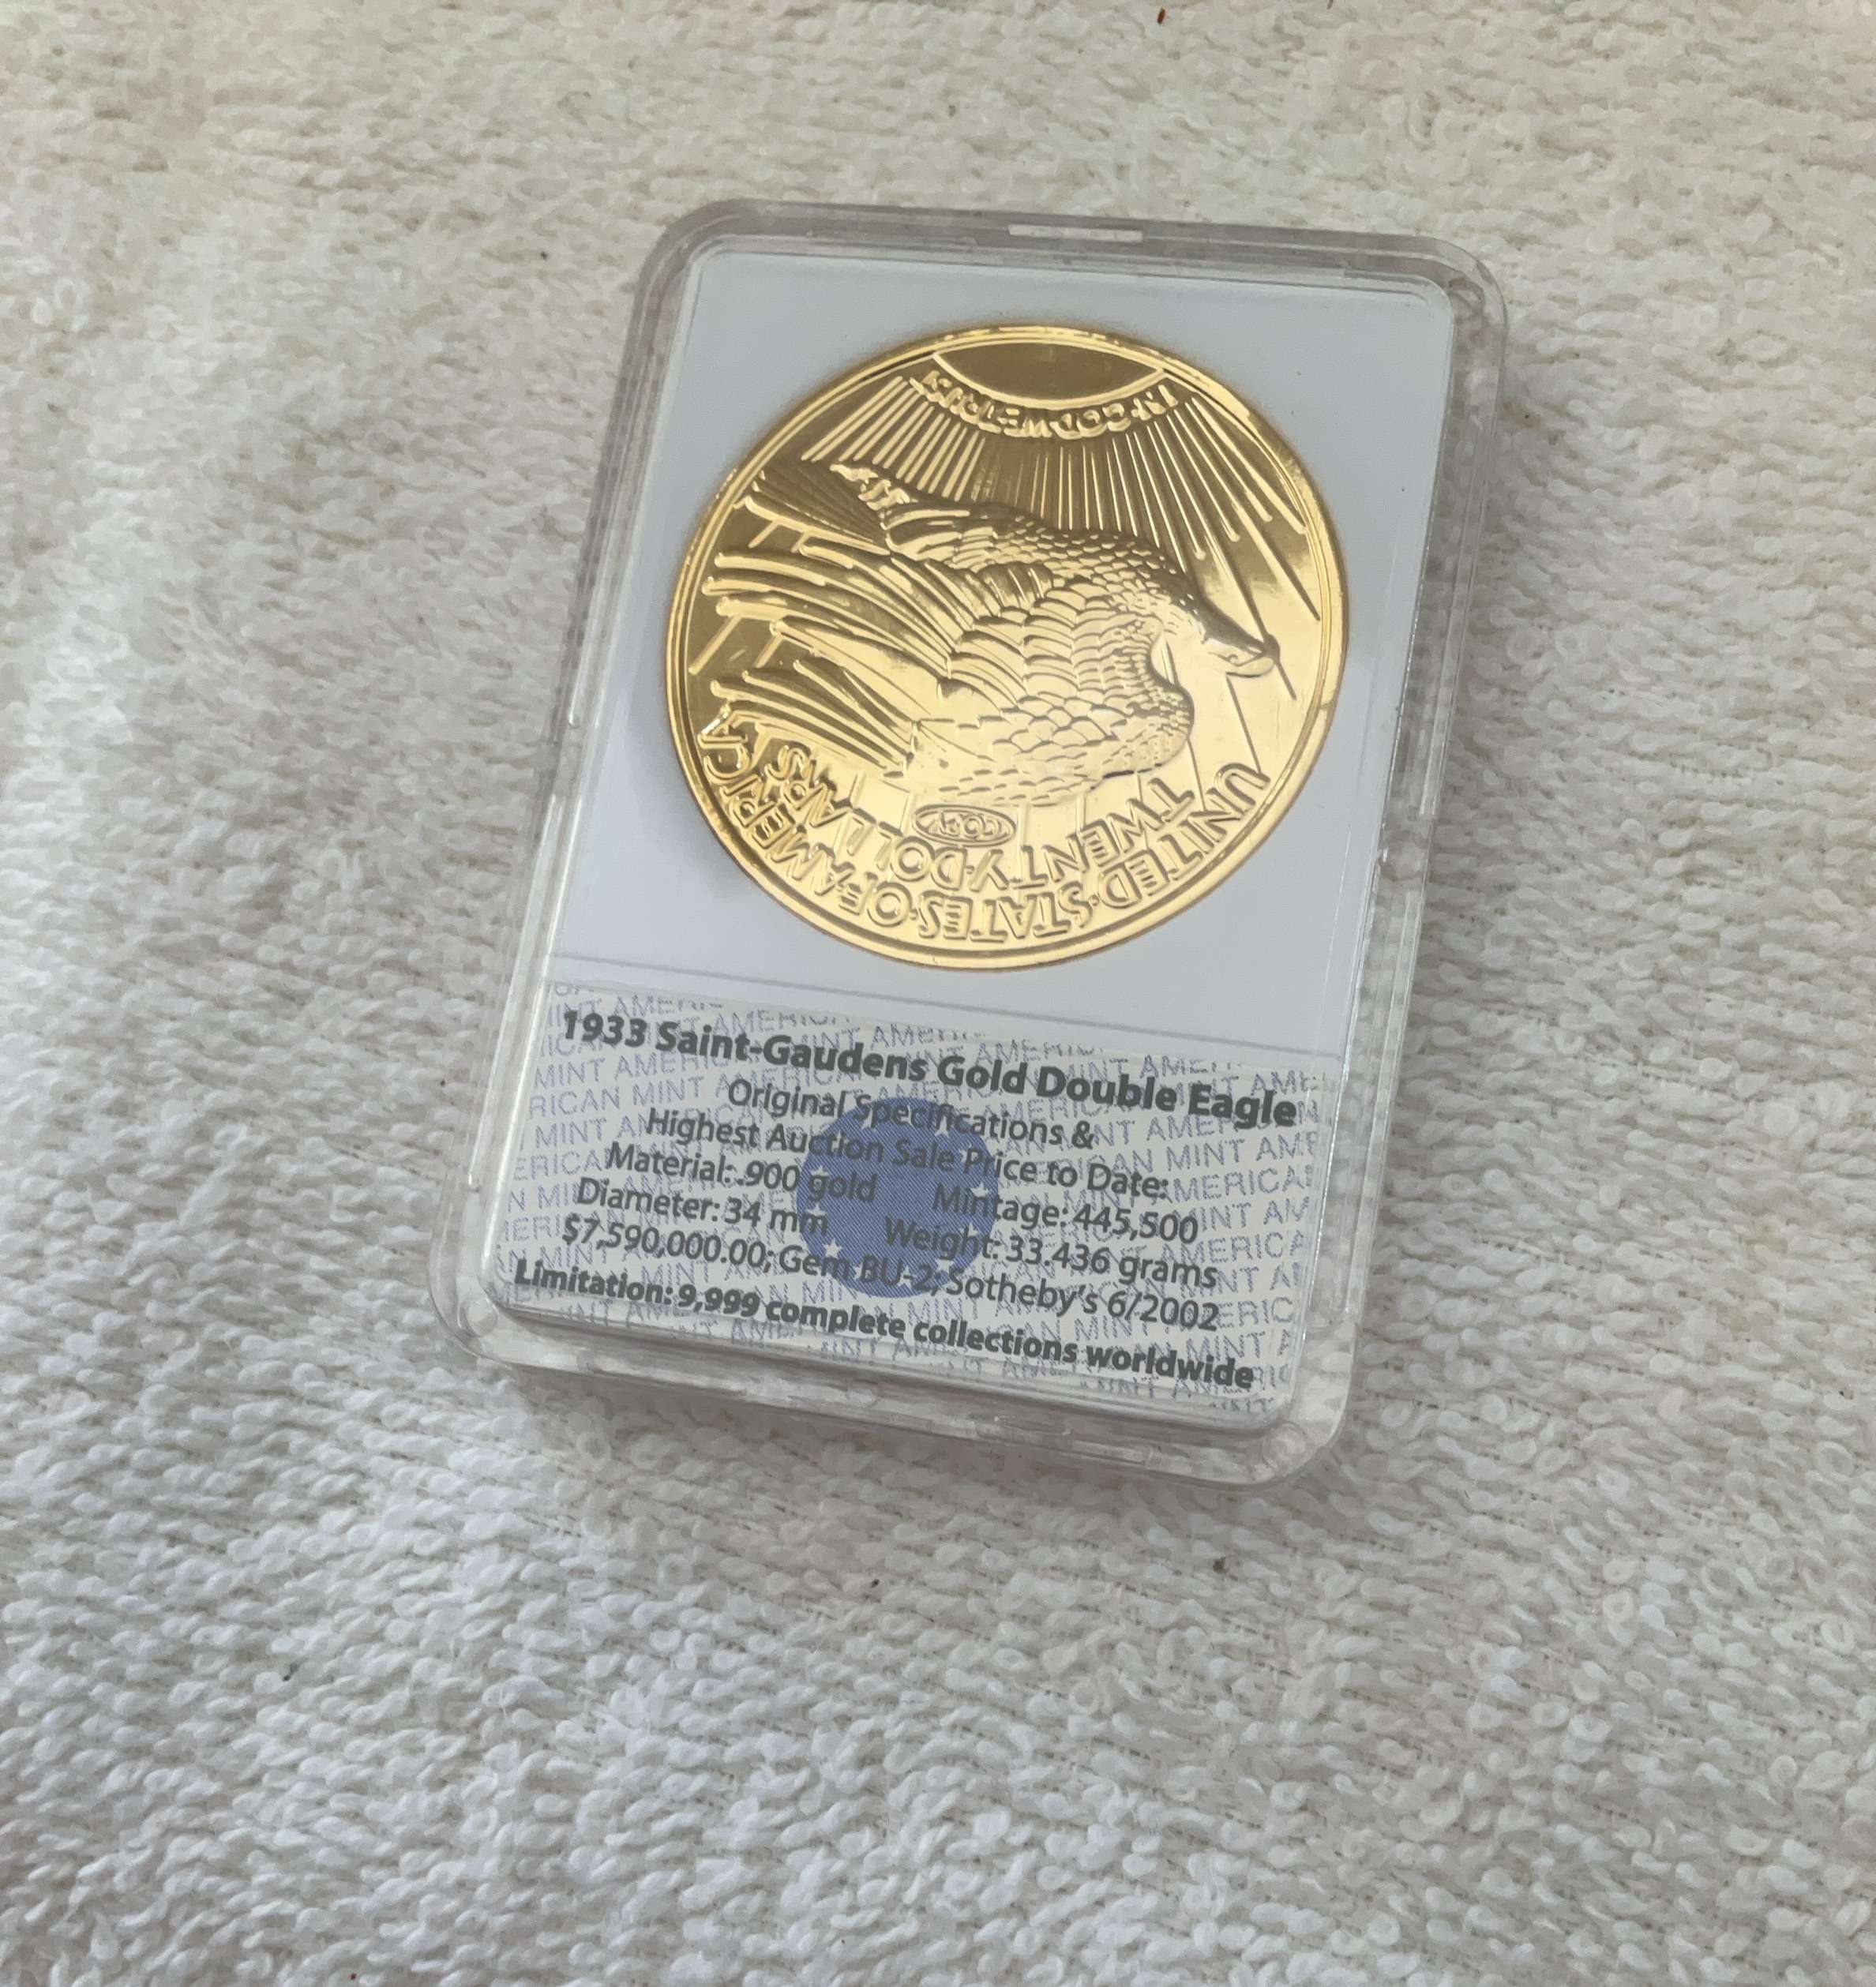 IN·GOD·WE·TRUST
UNITED·STATES·OF·AMERICA
TWENTY·DOLLARS
COPY
1933 Saint-Gaudens Gold Double Eagle
Original Specifications &
Highest Auction Sale Price to Date:
Material: .900 gold Mintage: 445,500
Diameter: 34 mm Weight: 33.436 grams
$7,590,000.00; Gem BU-2; Sotheby's 6/2002
Limitation: 9,999 complete collections worldwide
AMERICAN MINT